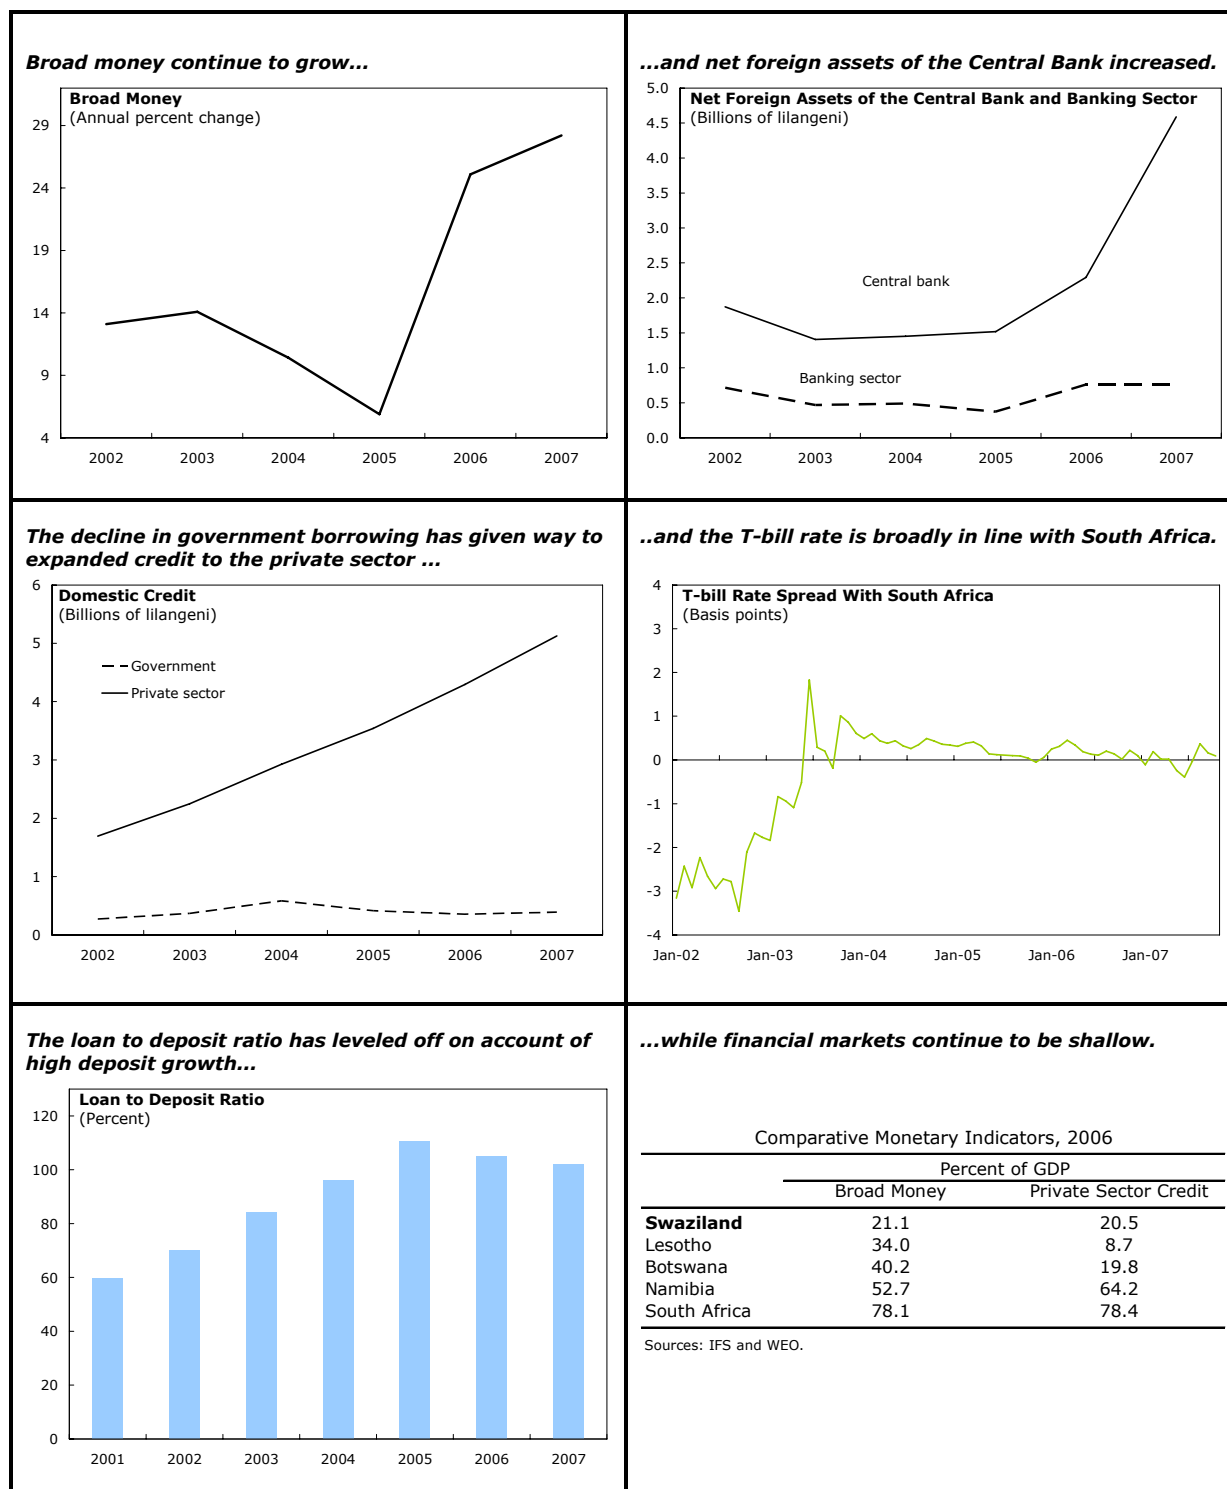 Broad money continue to grow...
Broad Money
(Annual percent change)
29
24
19
14
9
4
2002 2003 2004 2005 2006 2007
...and net foreign assets of the Central Bank increased.
Net Foreign Assets of the Central Bank and Banking Sector
(Billions of lilangeni)
5.0
4.5
4.0
3.5
3.0
2.5
2.0
1.5
1.0
0.5
0.0
Central bank
Banking sector
2002 2003 2004 2005 2006 2007
The decline in government borrowing has given way to
expanded credit to the private sector ...
Domestic Credit
(Billions of lilangeni)
6
5
4
3
2
1
0
Government
Private sector
2002 2003 2004 2005 2006 2007
..and the T-bill rate is broadly in line with South Africa.
T-bill Rate Spread With South Africa
(Basis points)
4
3
2
1
0
-1
-2
-3
-4
Jan-02 Jan-03 Jan-04 Jan-05 Jan-06 Jan-07
The loan to deposit ratio has leveled off on account of
high deposit growth...
Loan to Deposit Ratio
(Percent)
120
100
80
60
40
20
0
2001 2002 2003 2004 2005 2006 2007
...while financial markets continue to be shallow.
Comparative Monetary Indicators, 2006
Percent of GDP
Broad Money Private Sector Credit
Swaziland 21.1 20.5
Lesotho 34.0 8.7
Botswana 40.2 19.8
Namibia 52.7 64.2
South Africa 78.1 78.4
Sources: IFS and WEO.